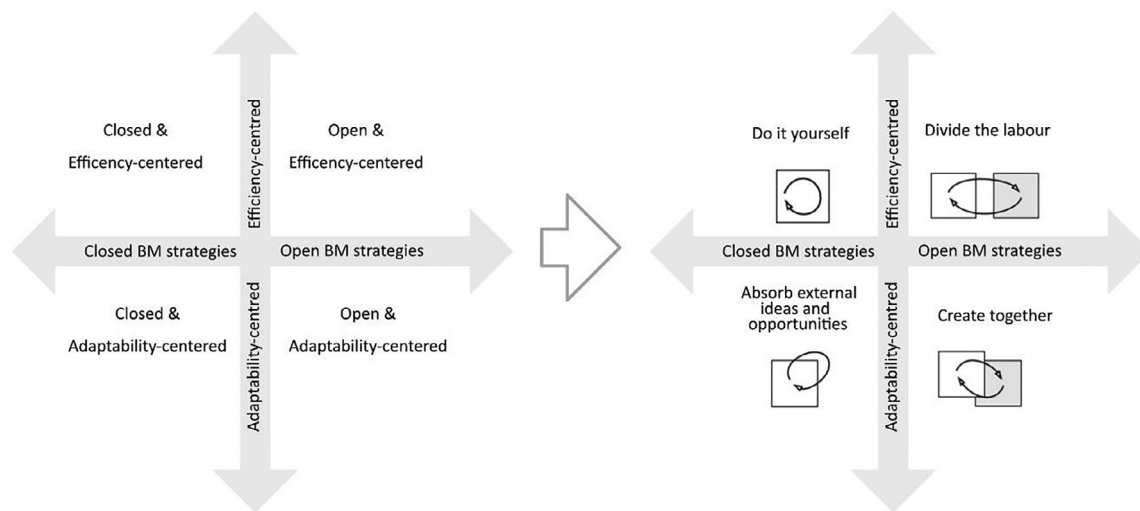 Closed &
Efficency-centered
Open &
Efficency-centered
Efficiency-centred
Closed BM strategies
Open BM strategies
Closed &
Adaptability-centered
Open &
Adaptability-centered
Adaptability-centred
Do it yourself
Divide the labour
Efficiency-centred
Closed BM strategies
Open BM strategies
Absorb external
ideas and
opportunities
Create together
Adaptability-centred